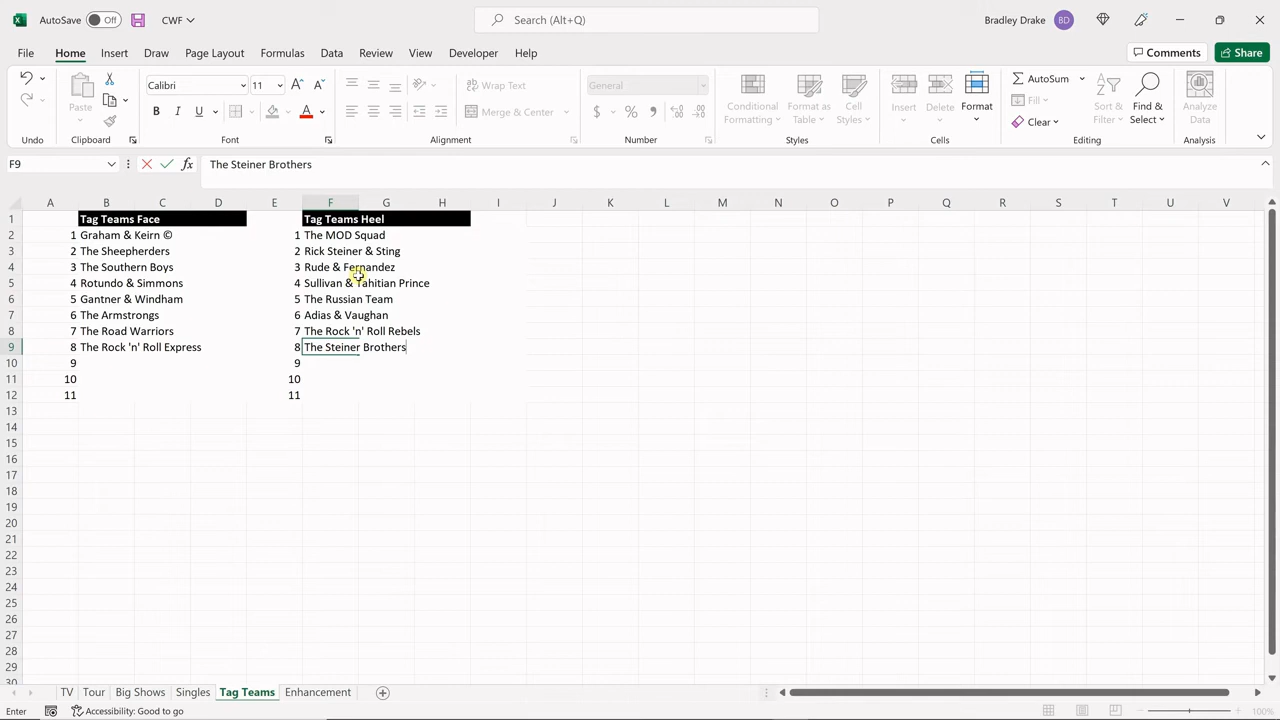 AutoSave Off CWF Search (Alt+Q) Bradley Drake BD
File Home Insert Draw Page Layout Formulas Data Review View Developer Help Comments Share
Paste Calibri 11 Wrap Text General Conditional Formatting Format as Table Cell Styles Insert Delete Format AutoSum Sort & Filter Find & Select Analyze Data
B I U Merge & Center $ % Fill
Clear
Undo Clipboard Font Alignment Number Styles Cells Editing Analysis
F9 fx The Steiner Brothers
A B C D E F G H I J K L M N O P Q R S T U V
1 Tag Teams Face Tag Teams Heel
2 1 Graham & Keirn © 1 The MOD Squad
3 2 The Sheepherders 2 Rick Steiner & Sting
4 3 The Southern Boys 3 Rude & Fernandez
5 4 Rotundo & Simmons 4 Sullivan & Tahitian Prince
6 5 Gantner & Windham 5 The Russian Team
7 6 The Armstrongs 6 Adias & Vaughan
8 7 The Road Warriors 7 The Rock 'n' Roll Rebels
9 8 The Rock 'n' Roll Express 8 The Steiner Brothers
10 9 9
11 10 10
12 11 11
13
14
15
16
17
18
19
20
21
22
23
24
25
26
27
28
29
30
TV Tour Big Shows Singles Tag Teams Enhancement
Enter Accessibility: Good to go 100%